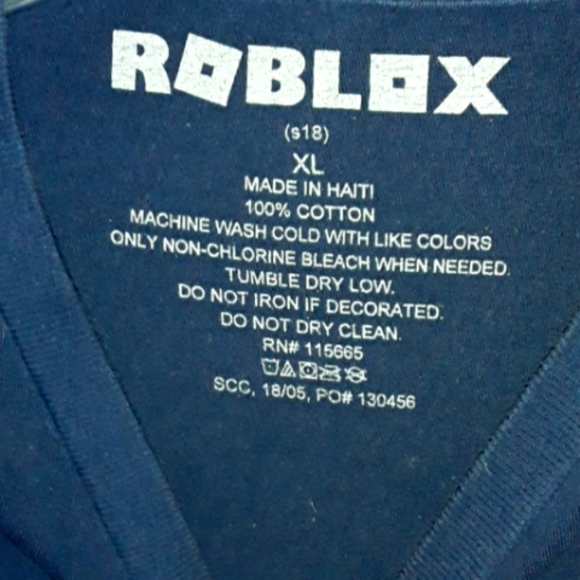 ROBLOX
(s18)
XL
MADE IN HAITI
100% COTTON
MACHINE WASH COLD WITH LIKE COLORS
ONLY NON-CHLORINE BLEACH WHEN NEEDED.
TUMBLE DRY LOW.
DO NOT IRON IF DECORATED.
DO NOT DRY CLEAN.
RN# 115665
SCC, 18/05, PO# 130456